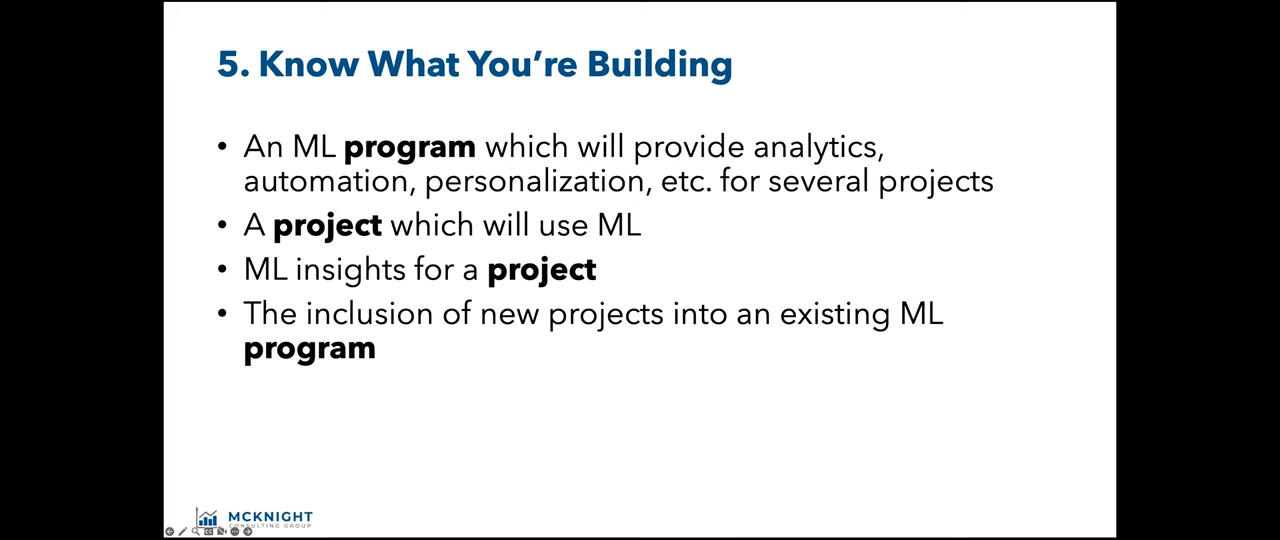 5. Know What You're Building
• An ML program which will provide analytics,
automation, personalization, etc. for several projects
• A project which will use ML
• ML insights for a project
• The inclusion of new projects into an existing ML
program
MCKNIGHT
CONSULTING GROUP